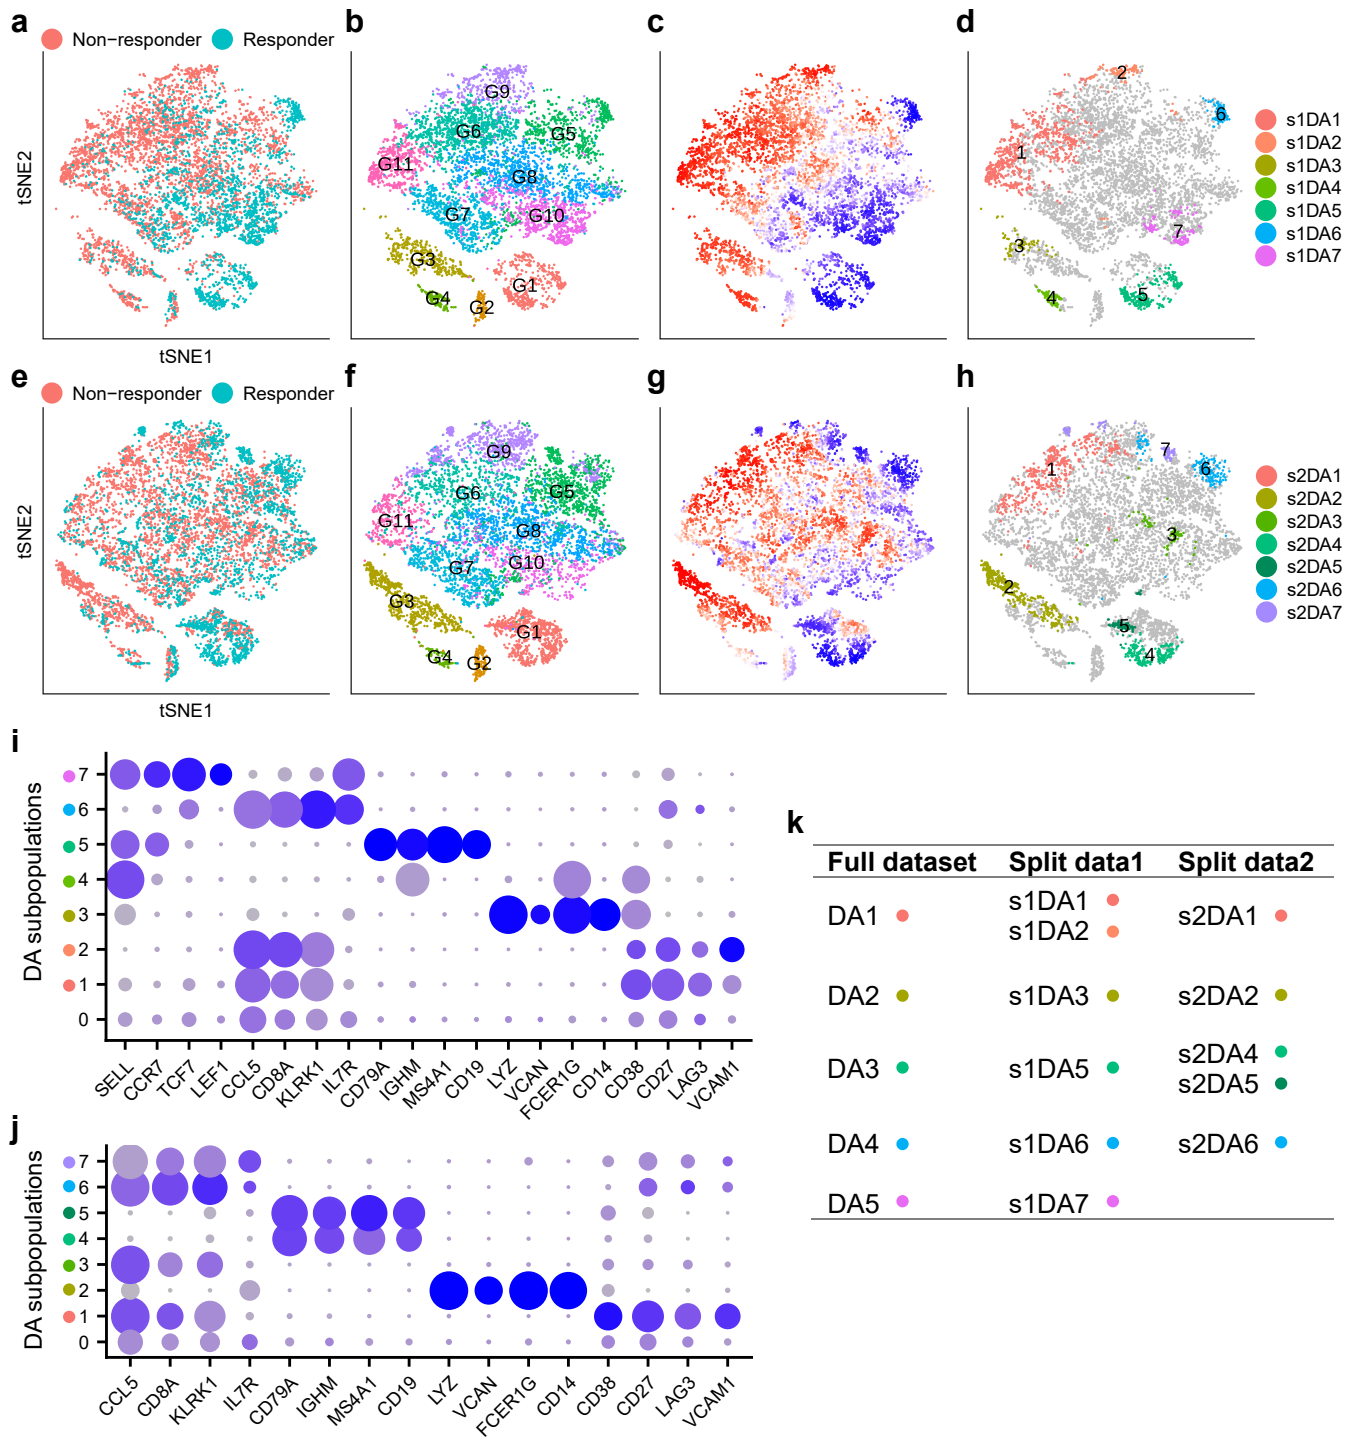 a
Non−responder Responder
tSNE2
tSNE1
b
G9
G6
G5
G11
G8
G7
G10
G3
G1
G4
G2
c
d
2
6
1
7
3
4
5
s1DA1
s1DA2
s1DA3
s1DA4
s1DA5
s1DA6
s1DA7
e
Non−responder Responder
tSNE2
tSNE1
f
G9
G6
G5
G11
G8
G7
G10
G3
G1
G4
G2
g
h
7
1
6
3
2
5
4
s2DA1
s2DA2
s2DA3
s2DA4
s2DA5
s2DA6
s2DA7
i
DA subpopulations
7
6
5
4
3
2
1
0
SELL CCR7 TCF7 LEF1 CCL5 CD8A KLRK1 IL7R CD79A IGHM MS4A1 CD19 LYZ VCAN FCER1G CD14 CD38 CD27 LAG3 VCAM1
j
DA subpopulations
7
6
5
4
3
2
1
0
CCL5 CD8A KLRK1 IL7R CD79A IGHM MS4A1 CD19 LYZ VCAN FCER1G CD14 CD38 CD27 LAG3 VCAM1
k
Full dataset Split data1 Split data2
DA1 s1DA1 s2DA1
s1DA2
DA2 s1DA3 s2DA2
DA3 s1DA5 s2DA4
s2DA5
DA4 s1DA6 s2DA6
DA5 s1DA7